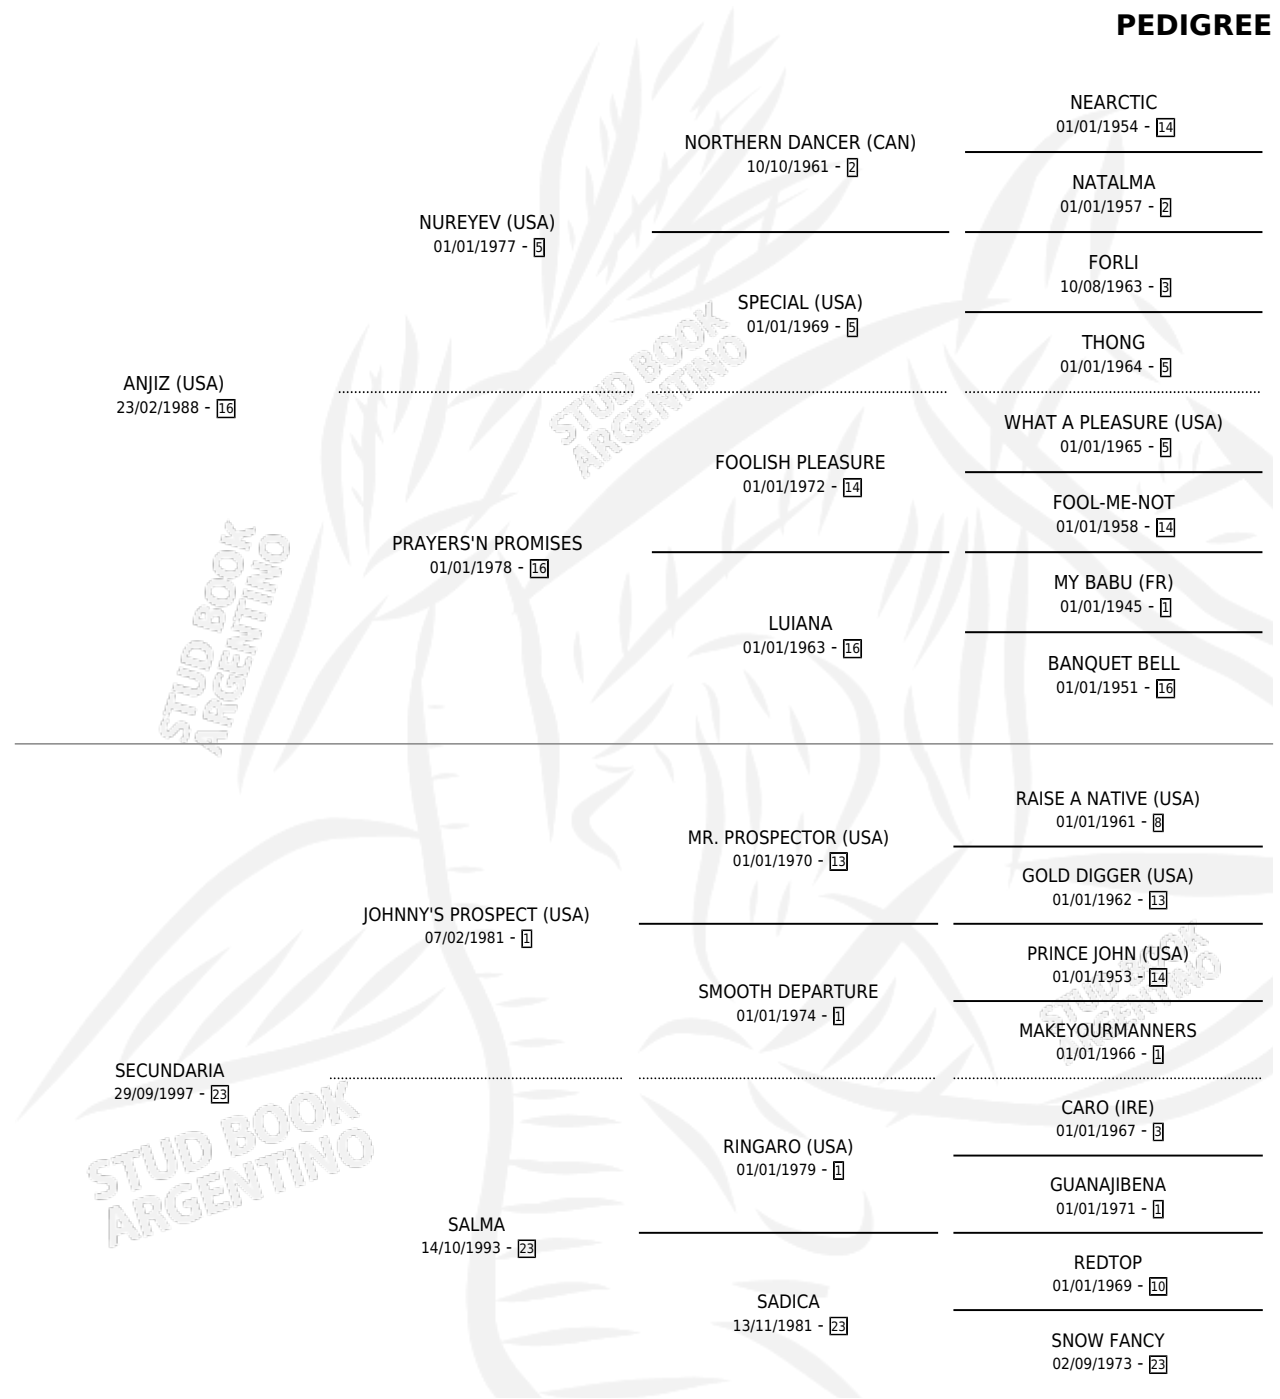 PEDIGREE
NEARCTIC
01/01/1954 - 14
NORTHERN DANCER (CAN)
10/10/1961 - 2
NATALMA
01/01/1957 - 2
NUREYEV (USA)
01/01/1977 - 5
FORLI
10/08/1963 - 3
SPECIAL (USA)
01/01/1969 - 5
THONG
01/01/1964 - 5
ANJIZ (USA)
23/02/1988 - 16
WHAT A PLEASURE (USA)
01/01/1965 - 5
FOOLISH PLEASURE
01/01/1972 - 14
FOOL-ME-NOT
01/01/1958 - 14
PRAYERS'N PROMISES
01/01/1978 - 16
MY BABU (FR)
01/01/1945 - 1
LUIANA
01/01/1963 - 16
BANQUET BELL
01/01/1951 - 16
RAISE A NATIVE (USA)
01/01/1961 - 8
MR. PROSPECTOR (USA)
01/01/1970 - 13
GOLD DIGGER (USA)
01/01/1962 - 13
JOHNNY'S PROSPECT (USA)
07/02/1981 - 1
PRINCE JOHN (USA)
01/01/1953 - 14
SMOOTH DEPARTURE
01/01/1974 - 1
MAKEYOURMANNERS
01/01/1966 - 1
SECUNDARIA
29/09/1997 - 23
CARO (IRE)
01/01/1967 - 3
RINGARO (USA)
01/01/1979 - 1
GUANAJIBENA
01/01/1971 - 1
SALMA
14/10/1993 - 23
REDTOP
01/01/1969 - 10
SADICA
13/11/1981 - 23
SNOW FANCY
02/09/1973 - 23
STUD BOOK
ARGENTINO
STUD BOOK
ARGENTINO
STUD BOOK
ARGENTINO
STUD BOOK
ARGENTINO